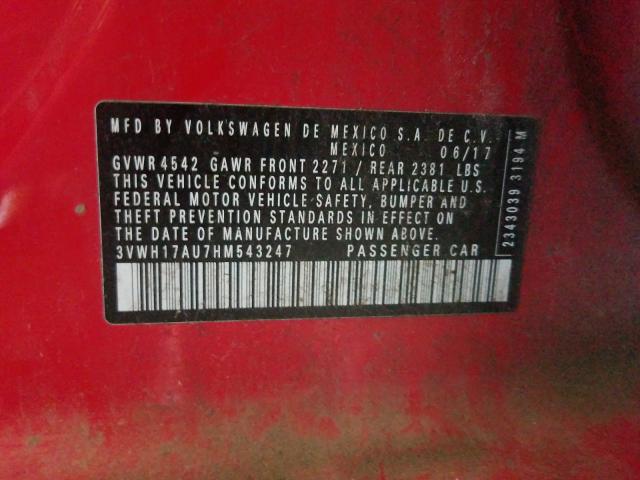 MFD BY VOLKSWAGEN DE MEXICO S.A. DE C.V.
MEXICO 06/17
GVWR 4542 GAWR FRONT 2271 / REAR 2381 LBS
THIS VEHICLE CONFORMS TO ALL APPLICABLE U.S.
FEDERAL MOTOR VEHICLE SAFETY, BUMPER AND
THEFT PREVENTION STANDARDS IN EFFECT ON
THE DATE OF MANUFACTURE SHOWN ABOVE.
3VWH17AU7HM543247 PASSENGER CAR
2343039 3194 M